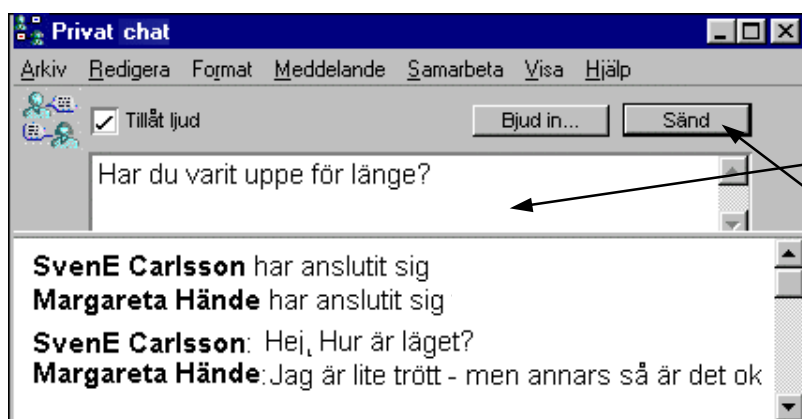 Privat chat
Arkiv Redigera Format Meddelande Samarbeta Visa Hjälp
Tillåt ljud Bjud in... Sänd
Har du varit uppe för länge?
SvenE Carlsson har anslutit sig
Margareta Hände har anslutit sig
SvenE Carlsson: Hej, Hur är läget?
Margareta Hände: Jag är lite trött - men annars så är det ok